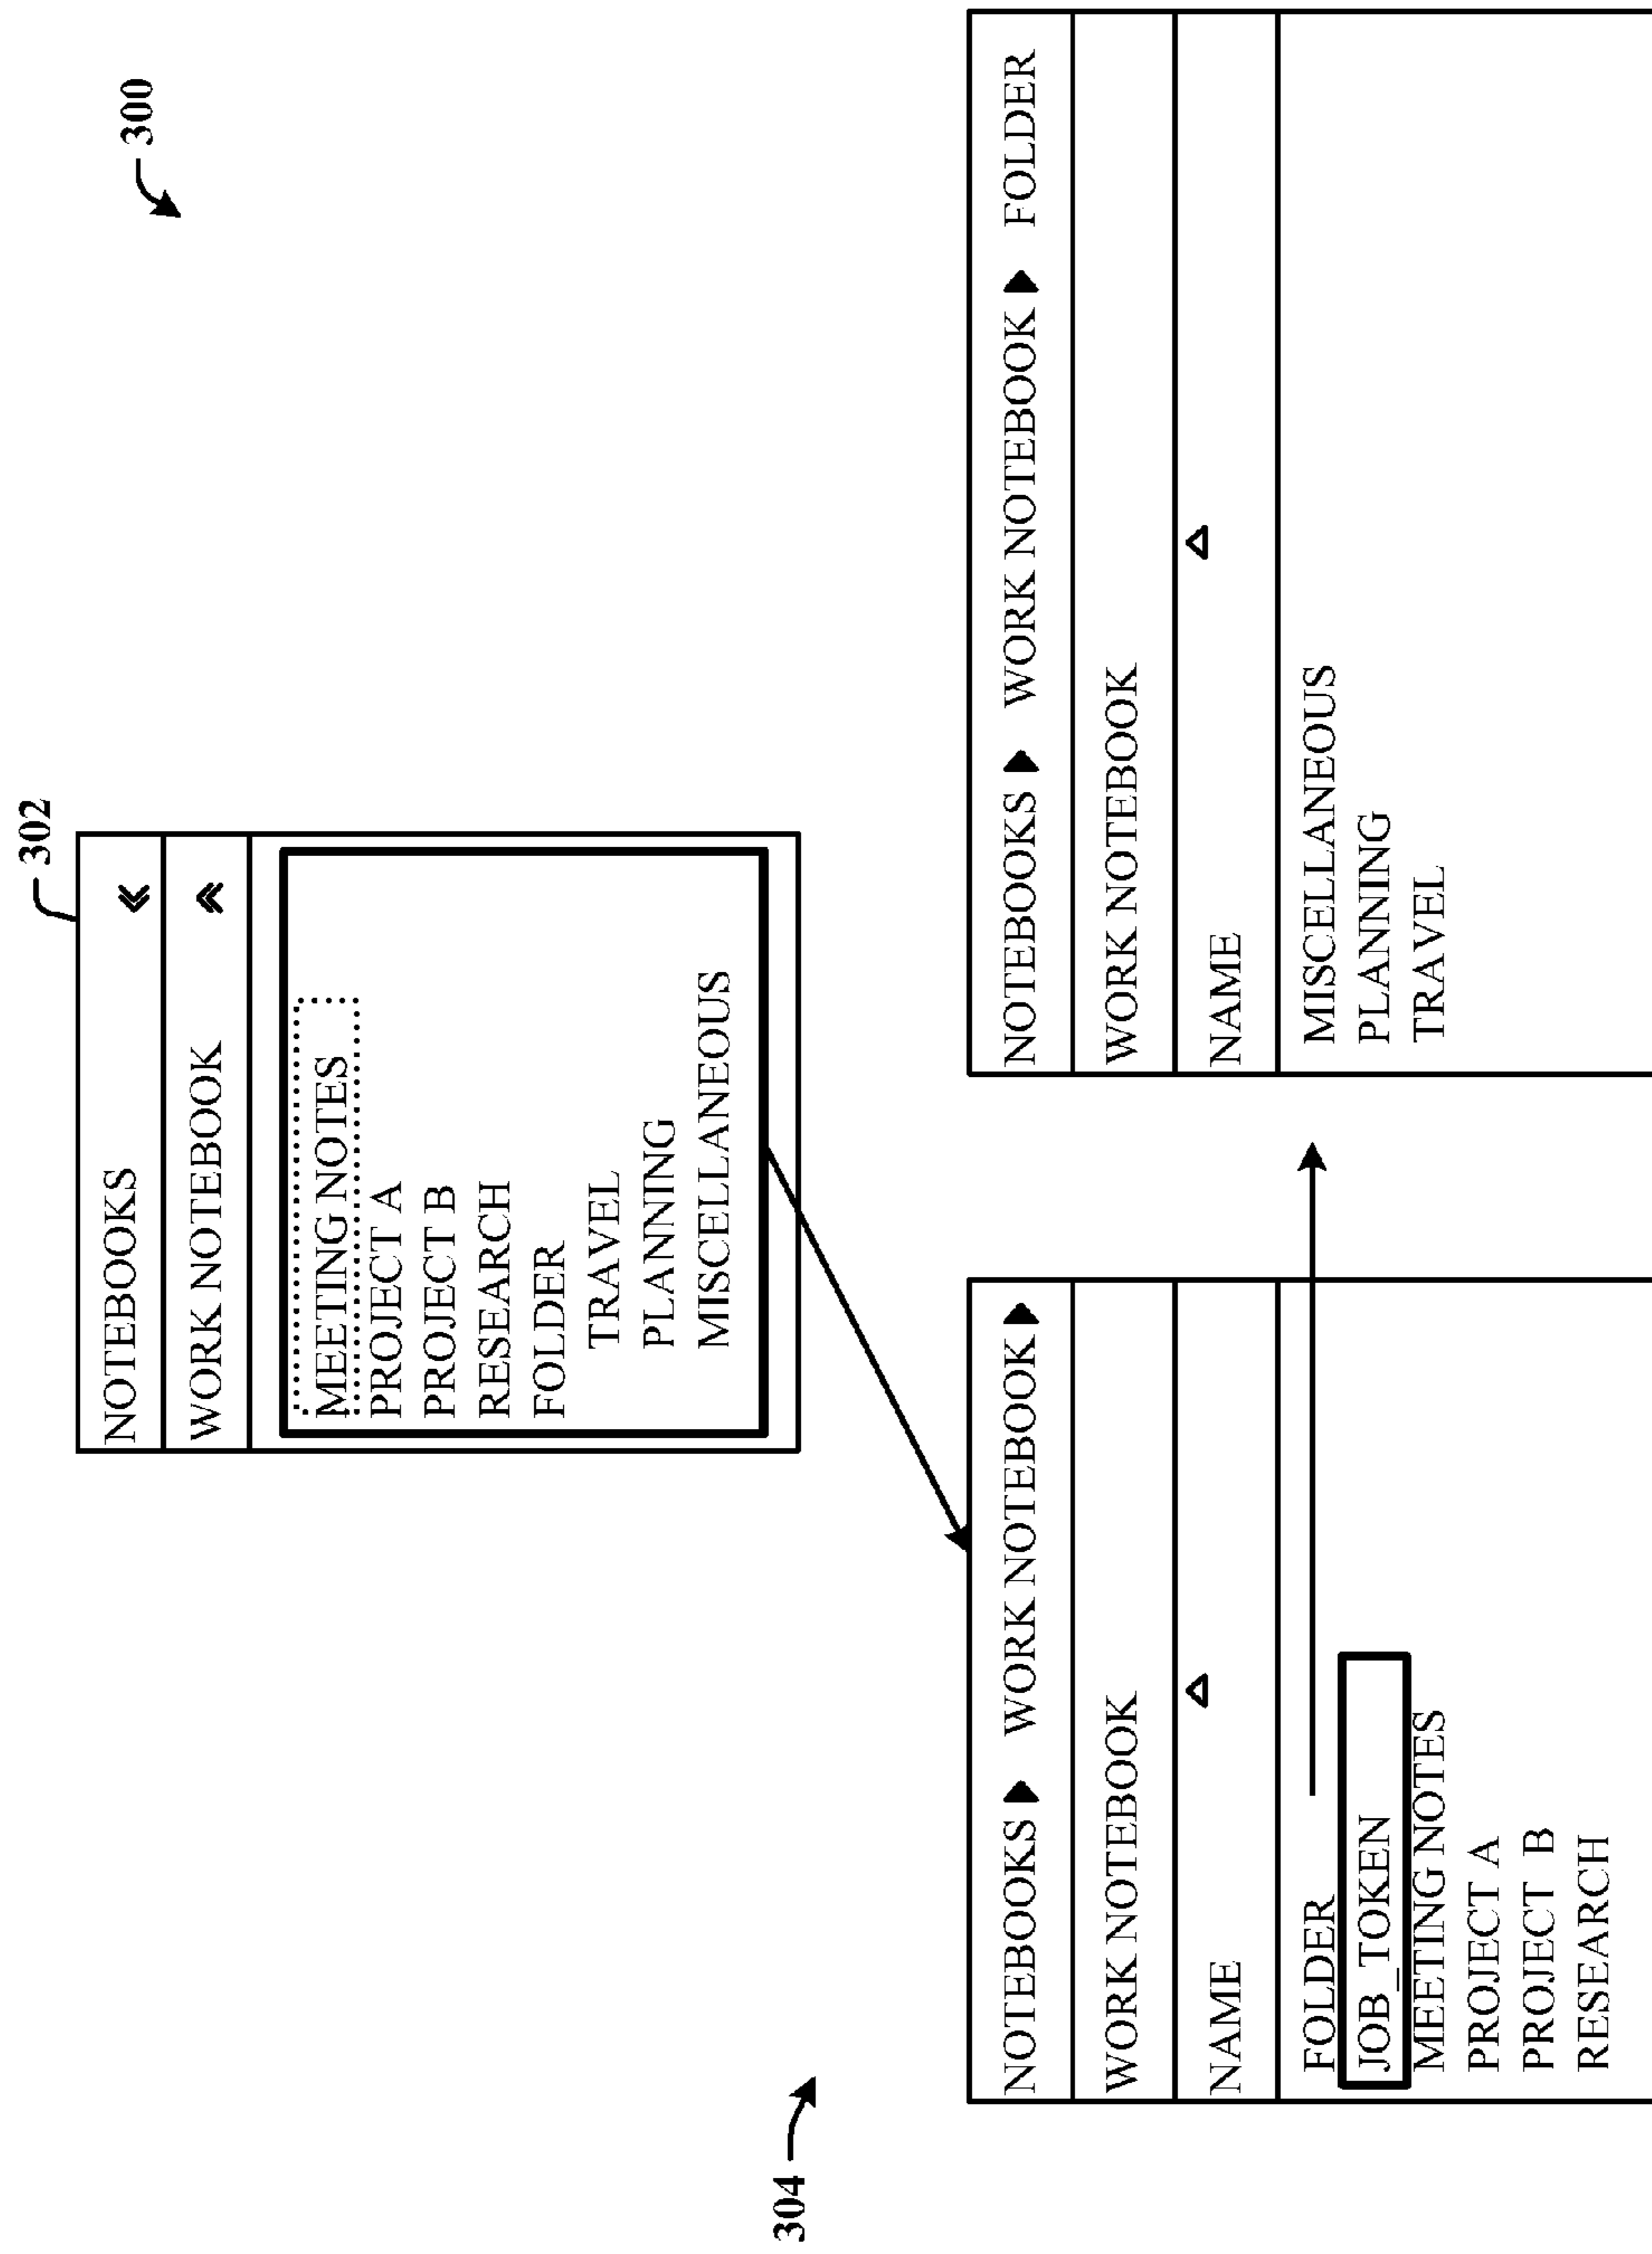 300
302
NOTEBOOKS
WORK NOTEBOOK
MEETING NOTES
PROJECT A
PROJECT B
RESEARCH
FOLDER
TRAVEL
PLANNING
MISCELLANEOUS
304
NOTEBOOKS WORK NOTEBOOK
WORK NOTEBOOK
NAME
FOLDER
JOB_TOKEN
MEETING NOTES
PROJECT A
PROJECT B
RESEARCH
NOTEBOOKS WORK NOTEBOOK FOLDER
WORK NOTEBOOK
NAME
MISCELLANEOUS
PLANNING
TRAVEL